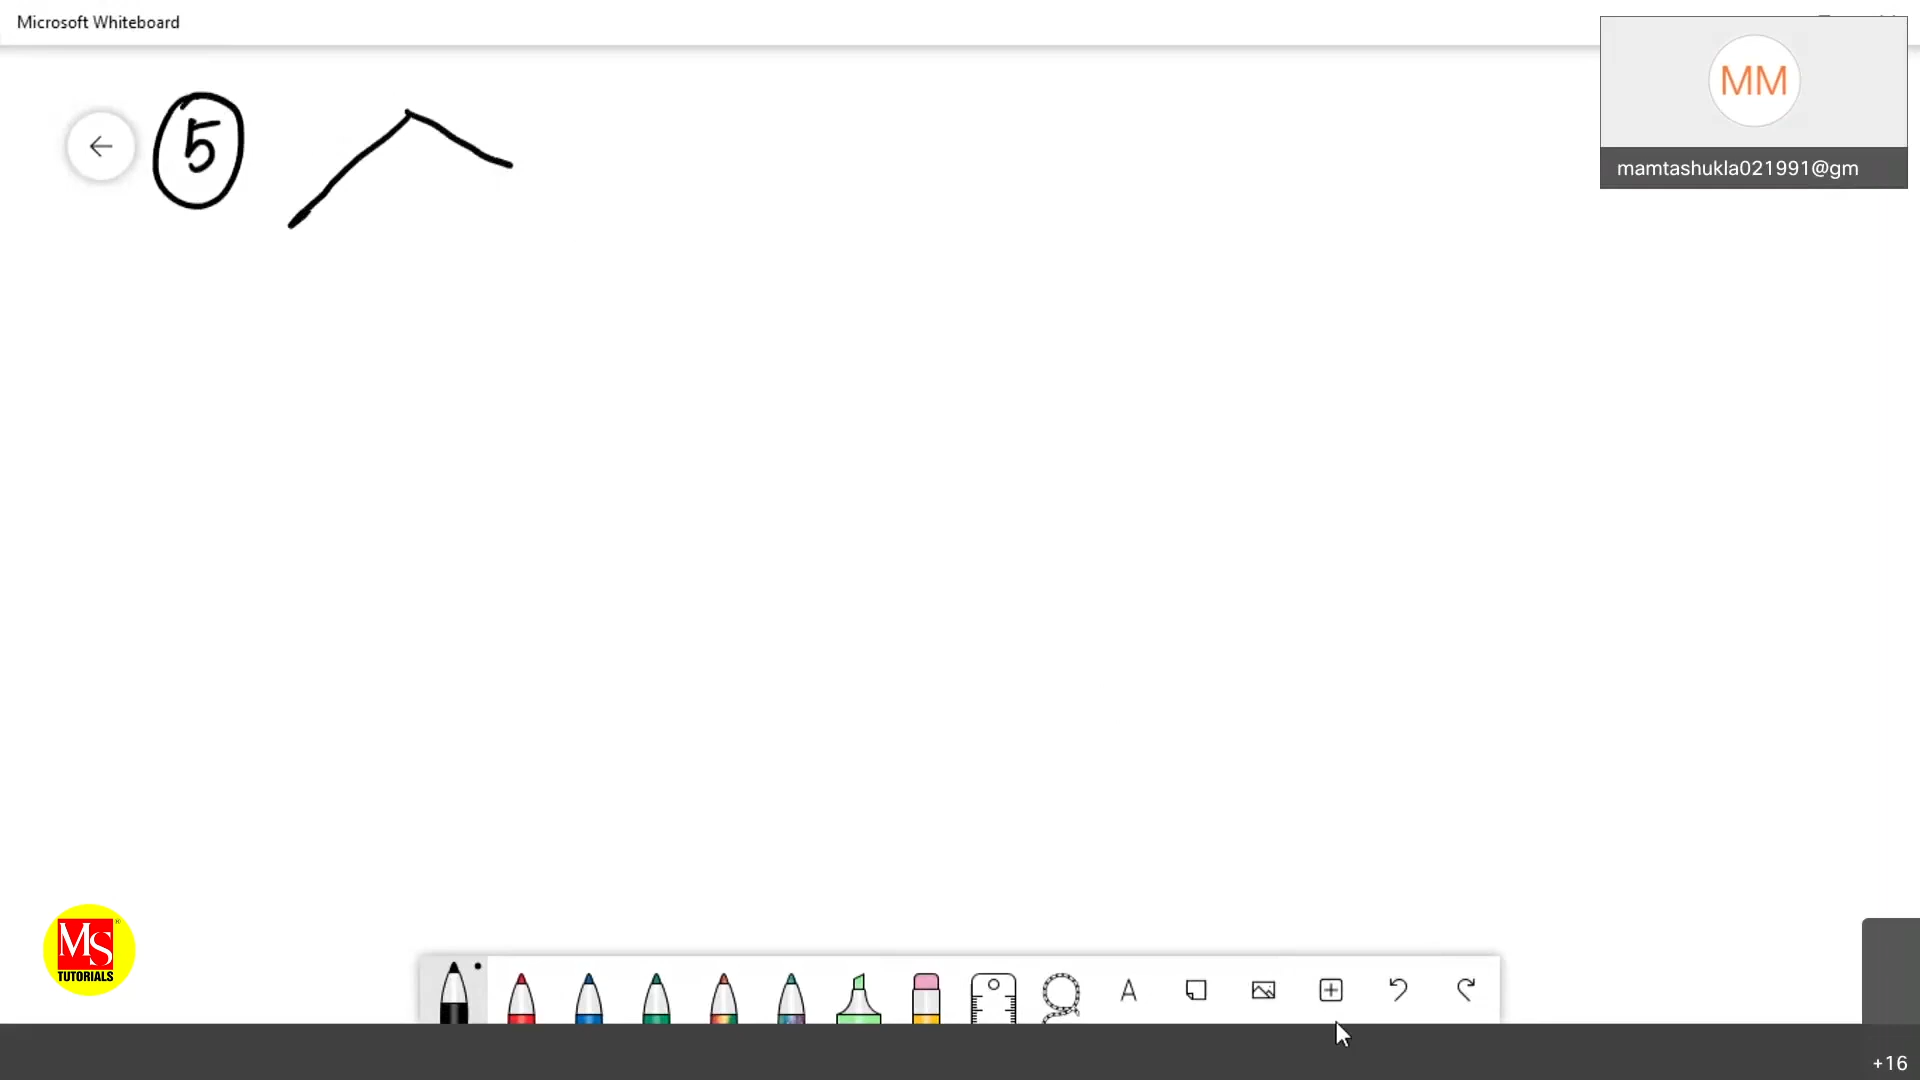 Microsoft Whiteboard
5
MM
mamtashukla021991@gm
MS
TUTORIALS
A
+16